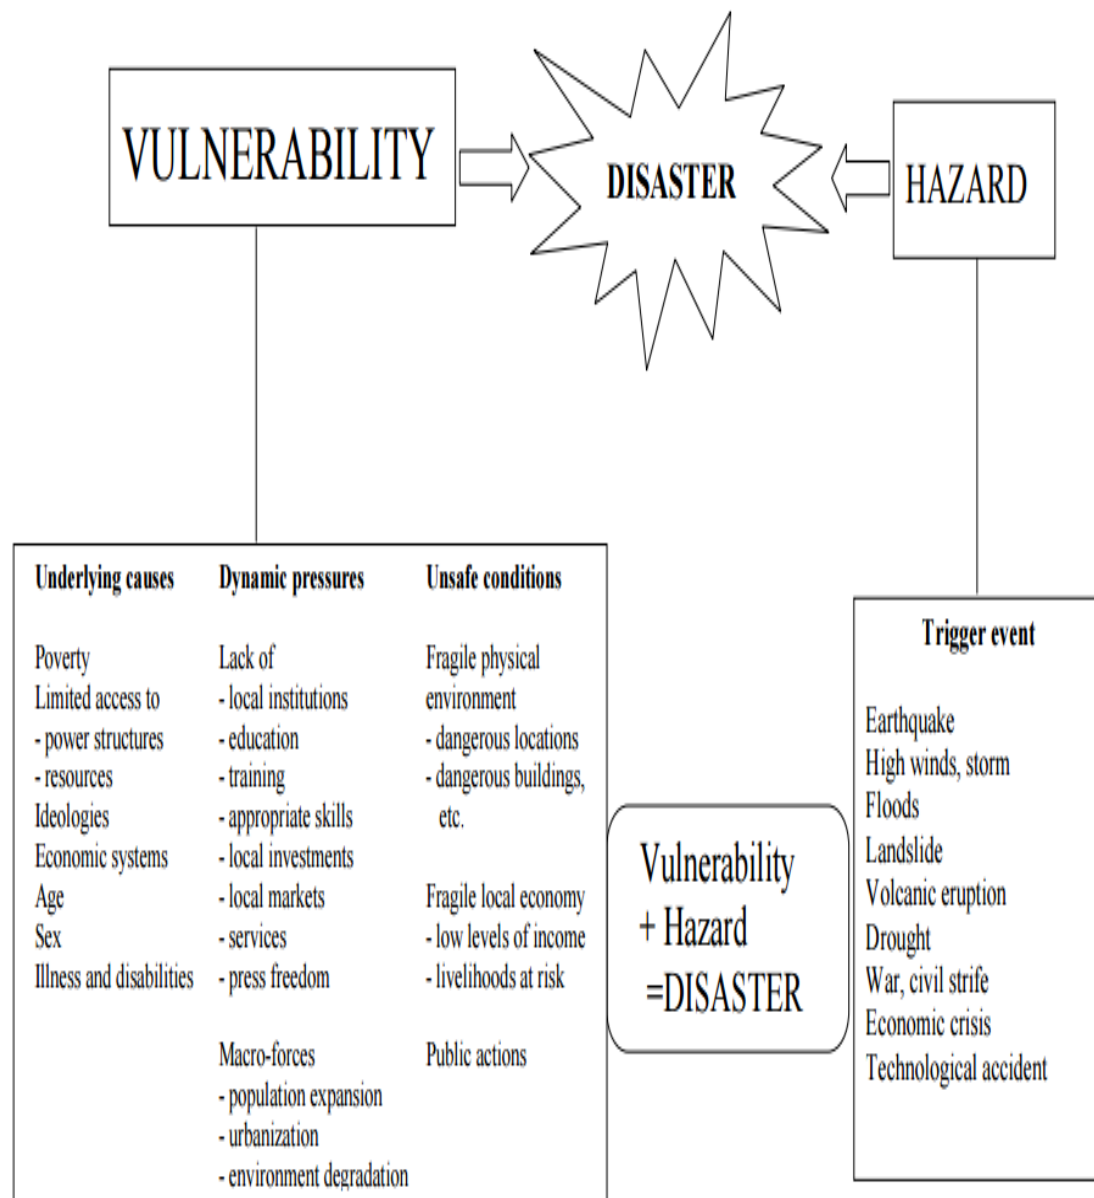 VULNERABILITY
DISASTER
HAZARD
Underlying causes
Poverty
Limited access to
- power structures
- resources
Ideologies
Economic systems
Age
Sex
Illness and disabilities
Dynamic pressures
Lack of
- local institutions
- education
- training
- appropriate skills
- local investments
- local markets
- services
- press freedom
Macro-forces
- population expansion
- urbanization
- environment degradation
Unsafe conditions
Fragile physical
environment
- dangerous locations
- dangerous buildings,
etc.
Fragile local economy
- low levels of income
- livelihoods at risk
Public actions
Vulnerability
+ Hazard
=DISASTER
Trigger event
Earthquake
High winds, storm
Floods
Landslide
Volcanic eruption
Drought
War, civil strife
Economic crisis
Technological accident